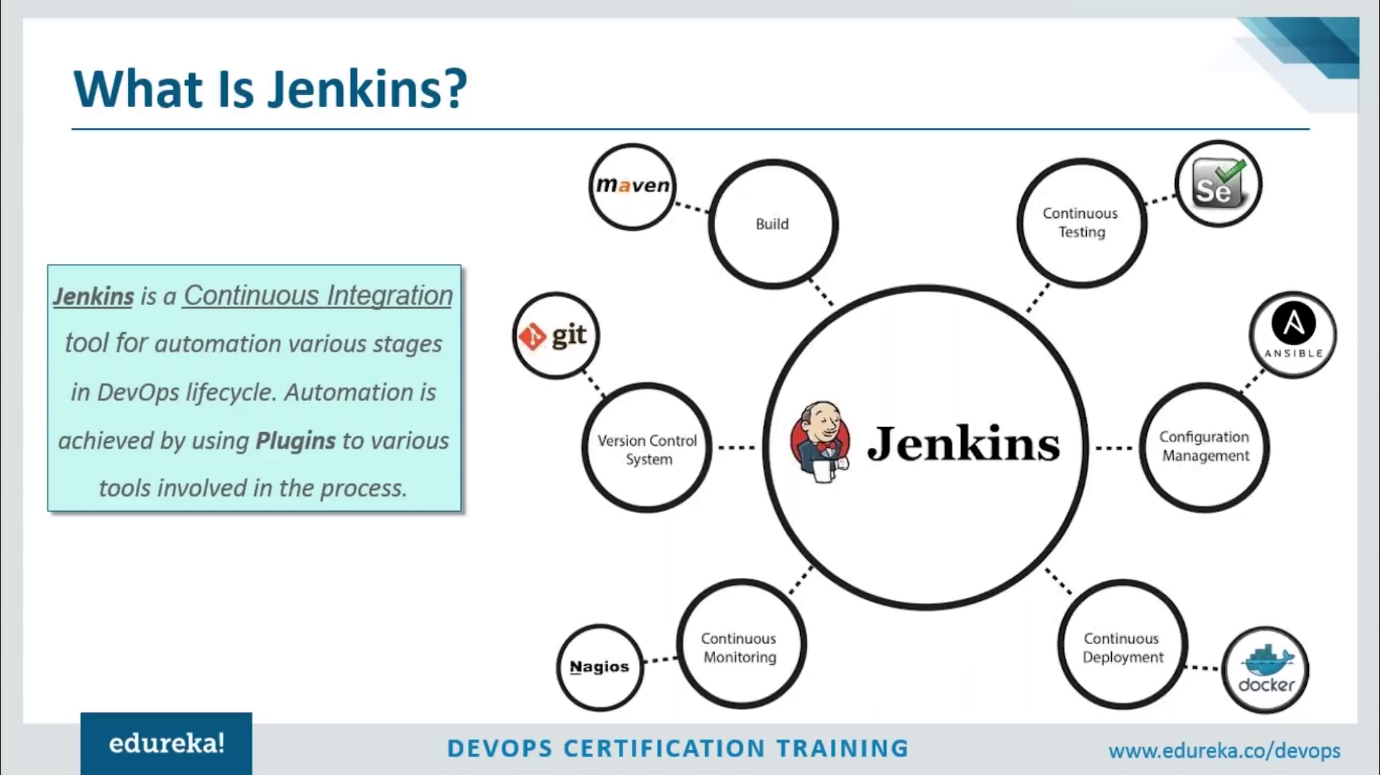 What Is Jenkins?
Jenkins is a Continuous Integration
tool for automation various stages
in DevOps lifecycle. Automation is
achieved by using Plugins to various
tools involved in the process.
maven
Build
Continuous
Testing
Se
git
Version Control
System
Jenkins
Configuration
Management
ANSIBLE
Nagios
Continuous
Monitoring
Continuous
Deployment
docker
edureka!
DEVOPS CERTIFICATION TRAINING
www.edureka.co/devops